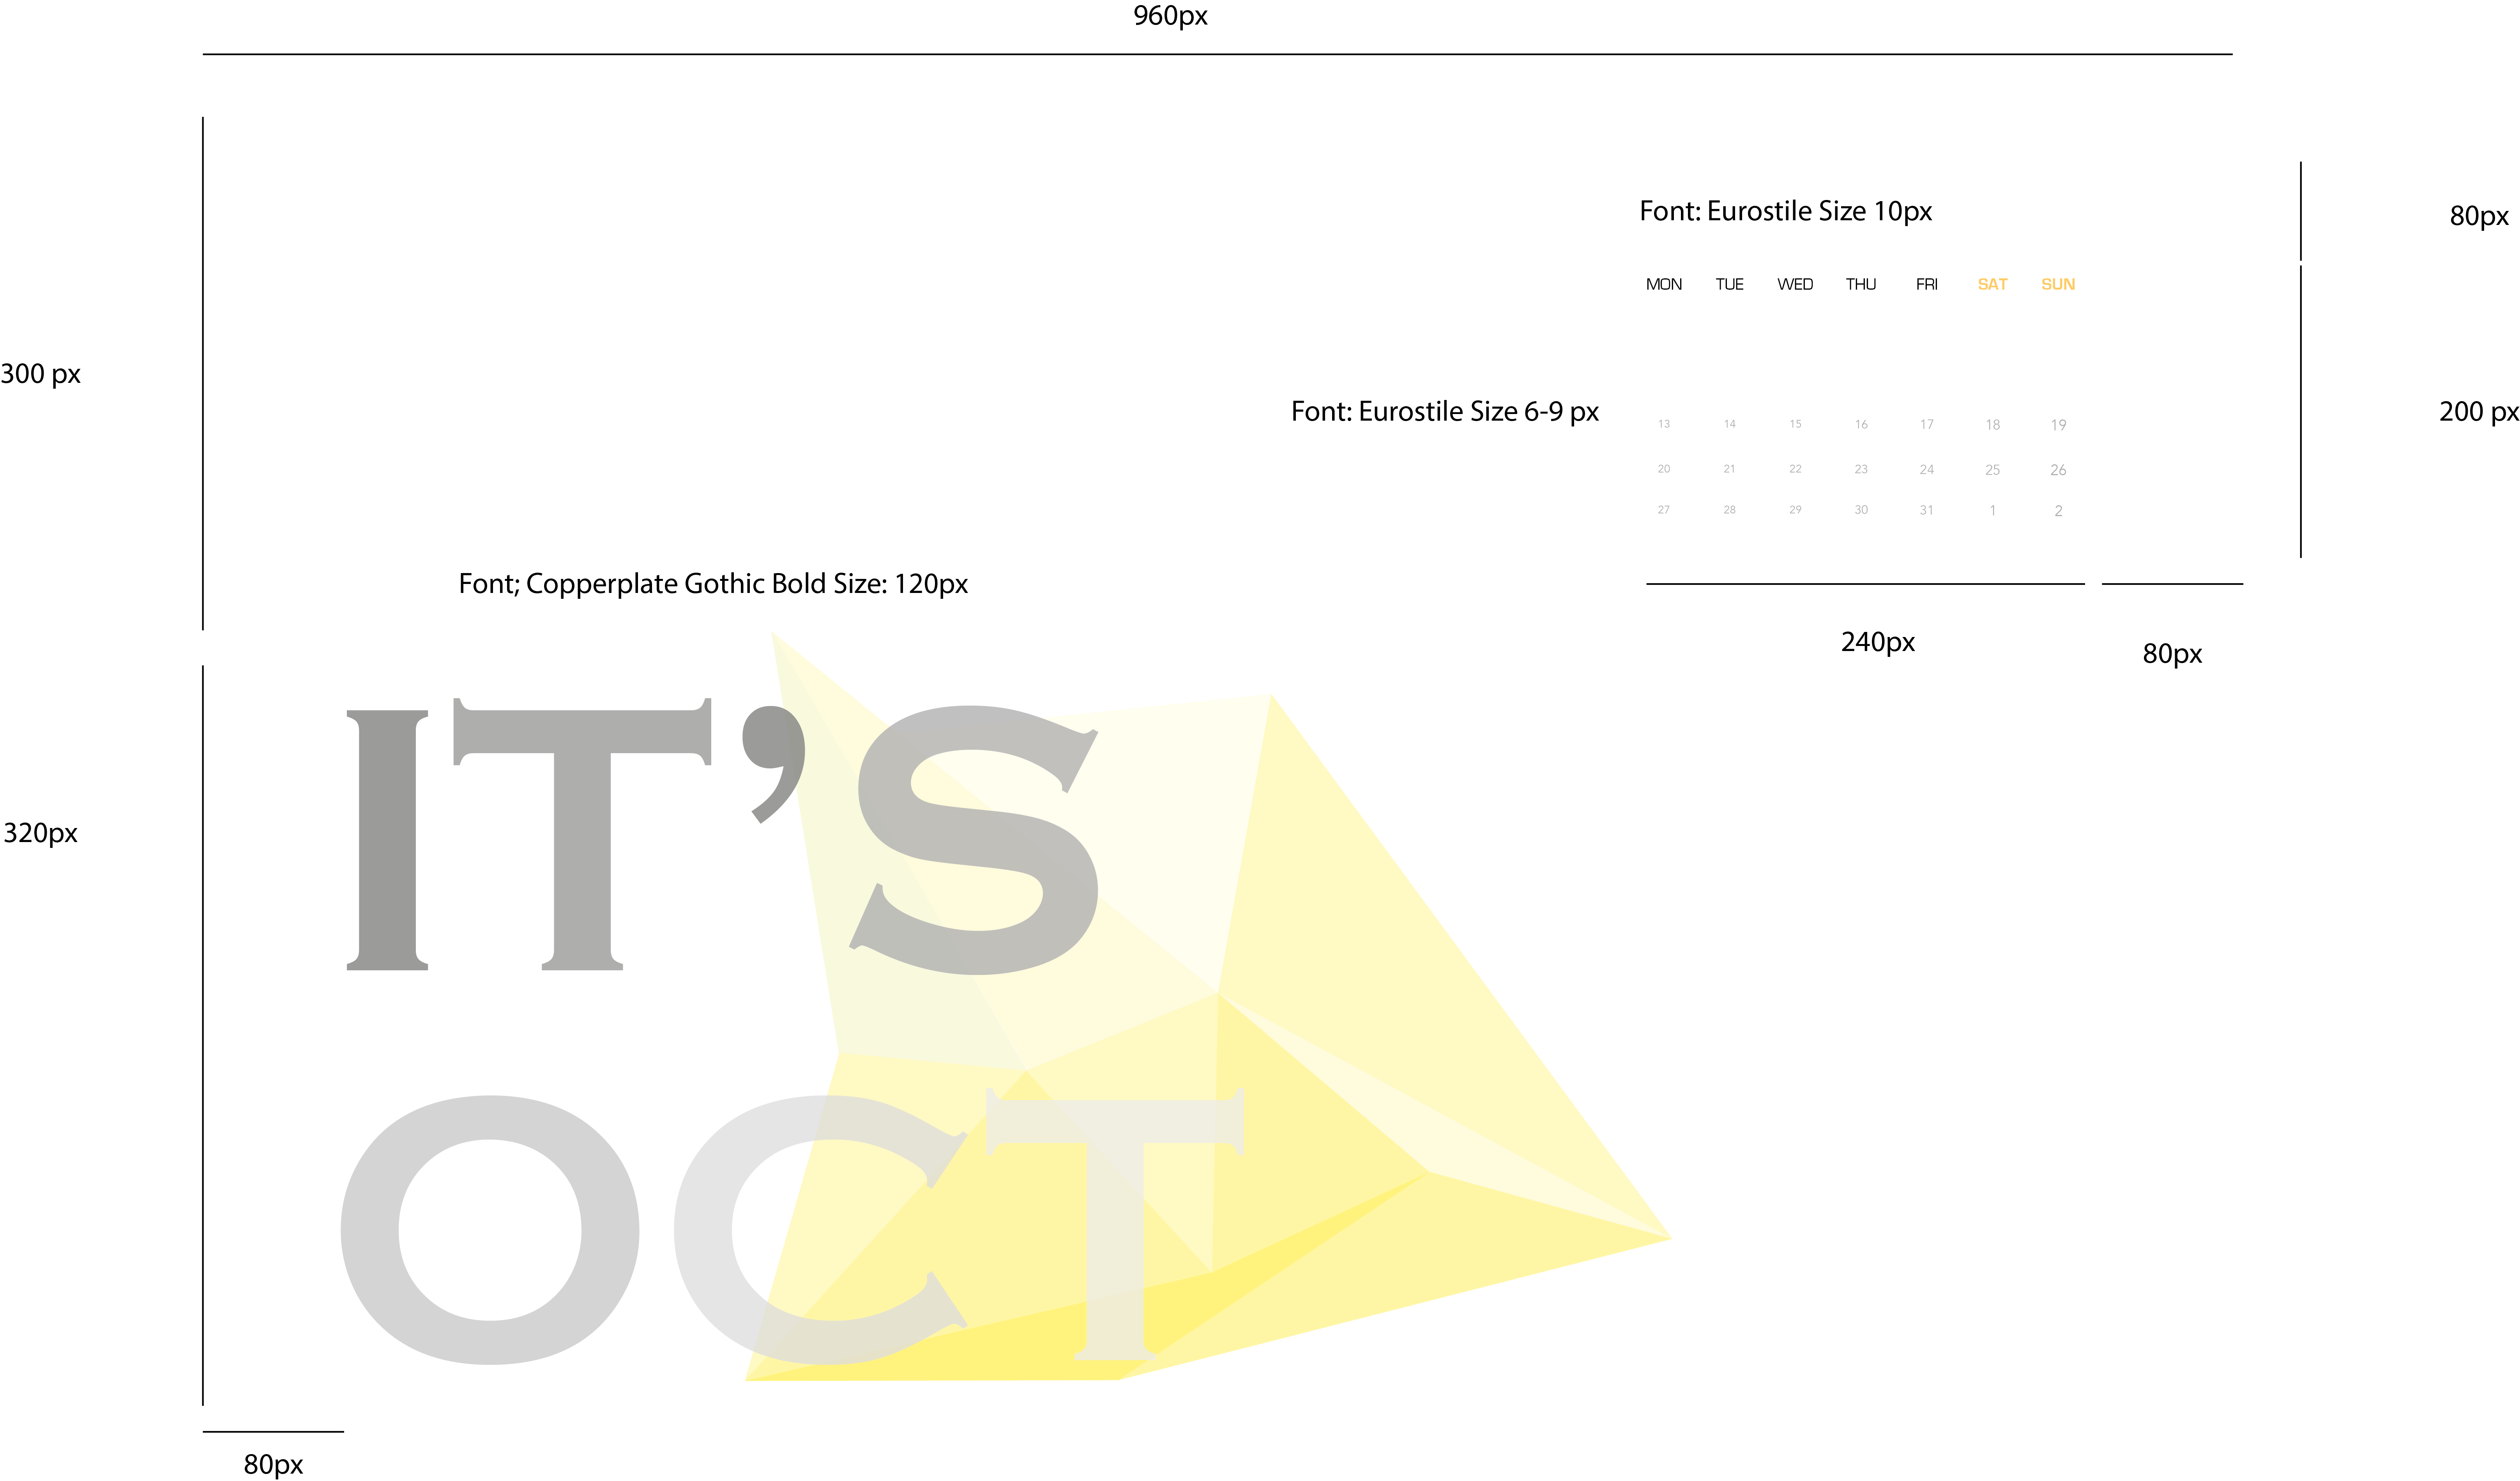 960px
Font: Eurostile Size 10px
80px
MON TUE WED THU FRI SAT SUN
300 px
Font: Eurostile Size 6-9 px
200 px
13 14 15 16 17 18 19
20 21 22 23 24 25 26
27 28 29 30 31 1 2
Font; Copperplate Gothic Bold Size: 120px
240px
80px
IT’S
320px
OCT
80px